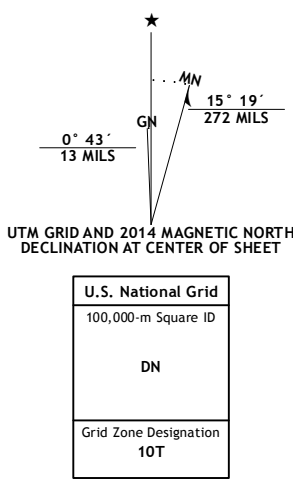 MN
GN
15° 19´
272 MILS
0° 43´
13 MILS
UTM GRID AND 2014 MAGNETIC NORTH
DECLINATION AT CENTER OF SHEET
U.S. National Grid
100,000-m Square ID
DN
Grid Zone Designation
10T